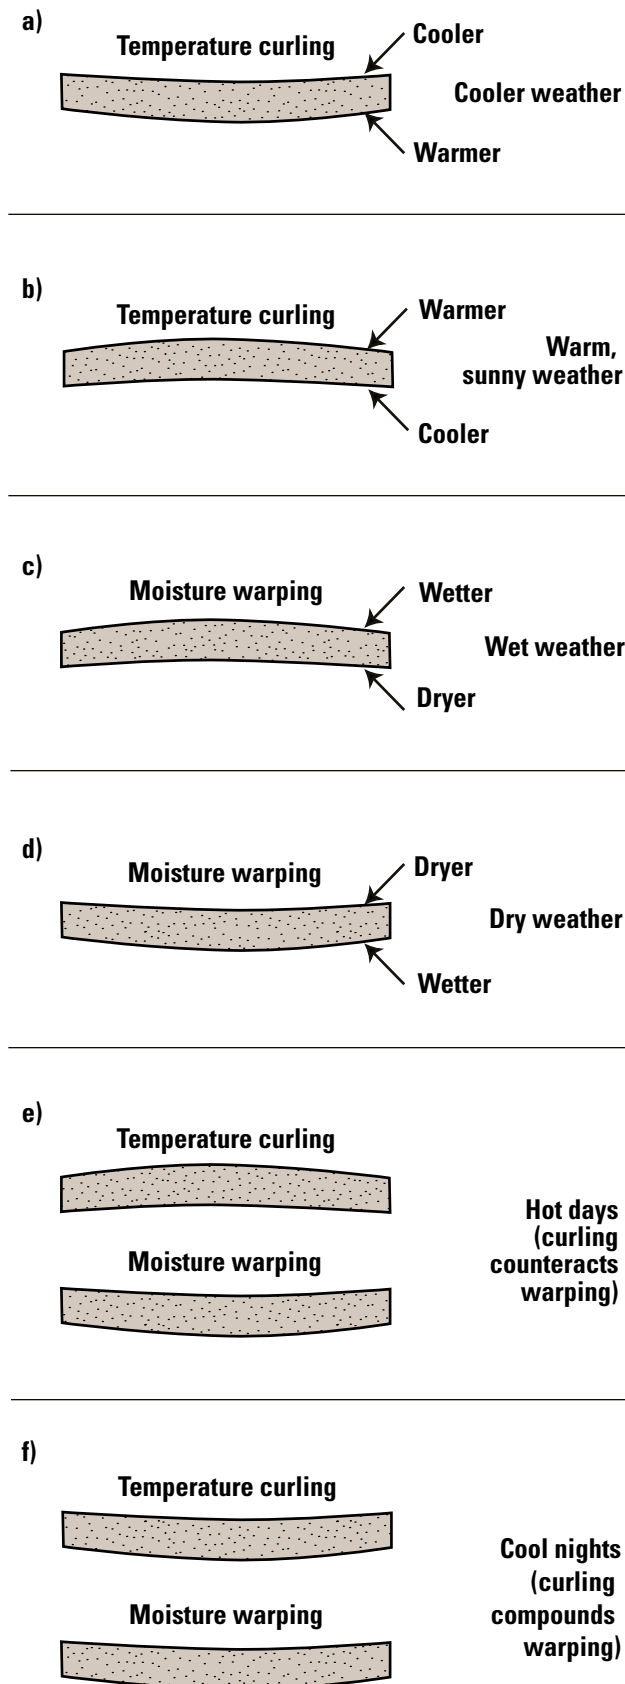 a)
Temperature curling
Cooler
Cooler weather
Warmer
b)
Temperature curling
Warmer
Warm,
sunny weather
Cooler
c)
Moisture warping
Wetter
Wet weather
Dryer
d)
Moisture warping
Dryer
Dry weather
Wetter
e)
Temperature curling
Hot days
(curling
counteracts
warping)
Moisture warping
f)
Temperature curling
Cool nights
(curling
compounds
warping)
Moisture warping